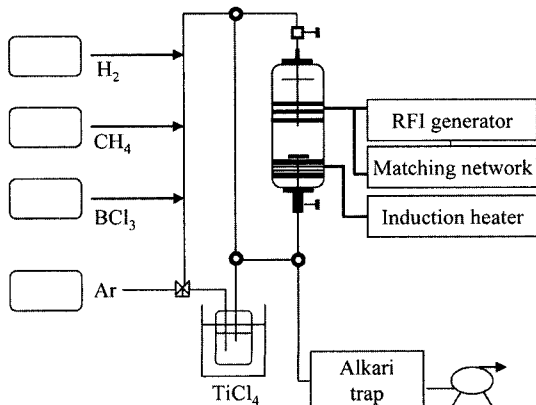 H₂
CH₄
BCl₃
Ar
TiCl₄
RFI generator
Matching network
Induction heater
Alkari
trap